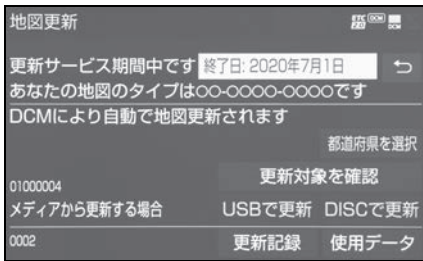 地図更新 ETC 2.0 DCM DCM
更新サービス期間中です 終了日: 2020年7月1日
あなたの地図のタイプは○○-○○○○-○○○○です
DCMにより自動で地図更新されます
都道府県を選択
更新対象を確認
01000004
メディアから更新する場合 USBで更新 DISCで更新
0002 更新記録 使用データ